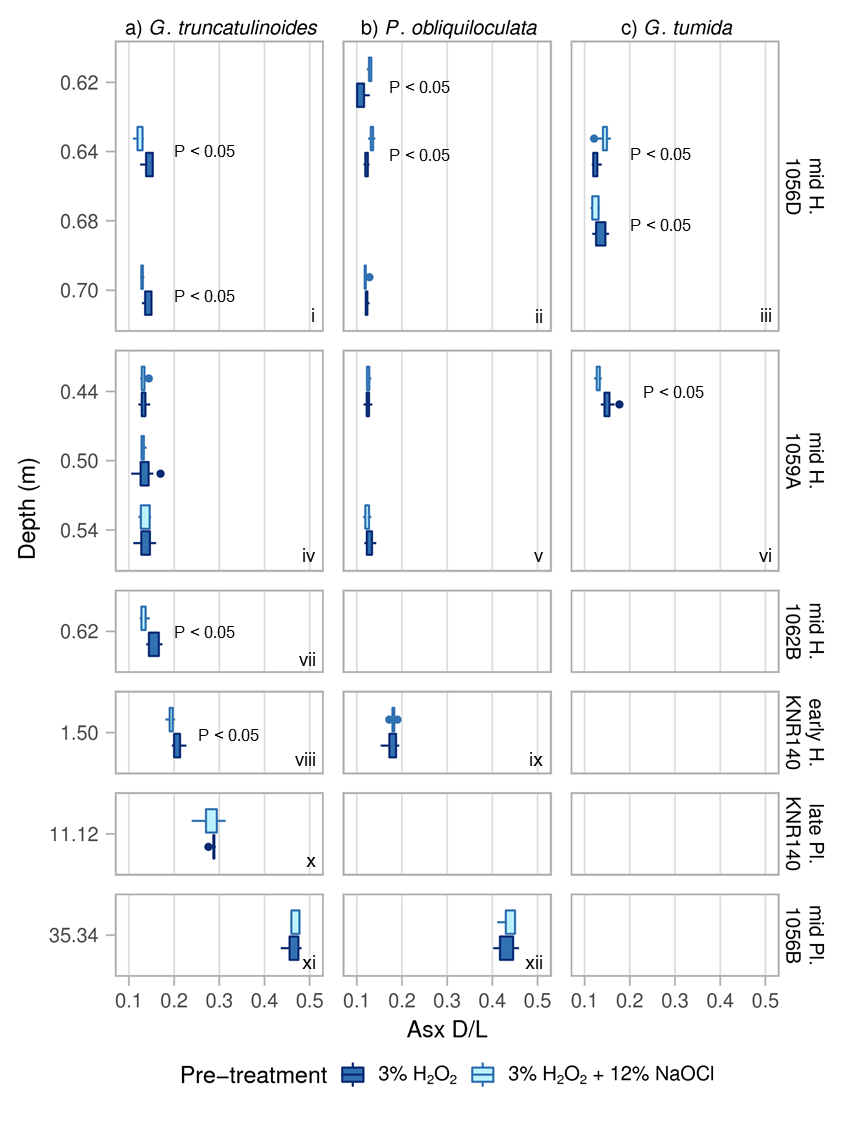 a) G. truncatulinoides
b) P. obliquiloculata
c) G. tumida
Depth (m)
0.62
0.64
0.68
0.70
P < 0.05
P < 0.05
i
P < 0.05
P < 0.05
ii
P < 0.05
P < 0.05
iii
mid H.
1056D
0.44
0.50
0.54
iv
v
P < 0.05
vi
mid H.
1059A
0.62
P < 0.05
vii
mid H.
1062B
1.50
P < 0.05
viii
ix
early H.
KNR140
11.12
x
late Pl.
KNR140
35.34
xi
xii
mid Pl.
1056B
0.1 0.2 0.3 0.4 0.5
0.1 0.2 0.3 0.4 0.5
0.1 0.2 0.3 0.4 0.5
Asx D/L
Pre−treatment 3% H₂O₂ 3% H₂O₂ + 12% NaOCl